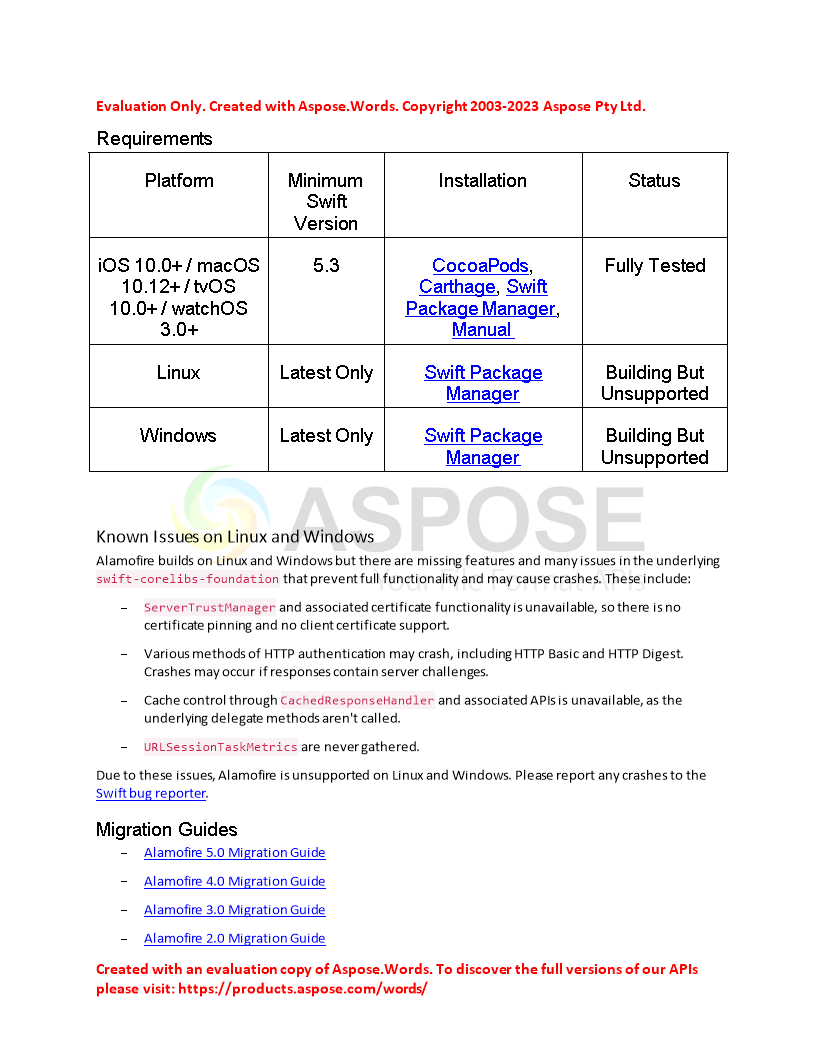 Evaluation Only. Created with Aspose.Words. Copyright 2003-2023 Aspose Pty Ltd.
Requirements
Platform
Minimum
Swift
Version
Installation
Status
iOS 10.0+ / macOS
10.12+ / tvOS
10.0+ / watchOS
3.0+
5.3
CocoaPods,
Carthage, Swift
Package Manager,
Manual
Fully Tested
Linux
Latest Only
Swift Package
Manager
Building But
Unsupported
Windows
Latest Only
Swift Package
Manager
Building But
Unsupported
ASPOSE
Your File Format APIs
Known Issues on Linux and Windows
Alamofire builds on Linux and Windows but there are missing features and many issues in the underlying
swift-corelibs-foundation that prevent full functionality and may cause crashes. These include:
– ServerTrustManager and associated certificate functionality is unavailable, so there is no
certificate pinning and no client certificate support.
– Various methods of HTTP authentication may crash, including HTTP Basic and HTTP Digest.
Crashes may occur if responses contain server challenges.
– Cache control through CachedResponseHandler and associated APIs is unavailable, as the
underlying delegate methods aren't called.
– URLSessionTaskMetrics are never gathered.
Due to these issues, Alamofire is unsupported on Linux and Windows. Please report any crashes to the
Swift bug reporter.
Migration Guides
– Alamofire 5.0 Migration Guide
– Alamofire 4.0 Migration Guide
– Alamofire 3.0 Migration Guide
– Alamofire 2.0 Migration Guide
Created with an evaluation copy of Aspose.Words. To discover the full versions of our APIs
please visit: https://products.aspose.com/words/